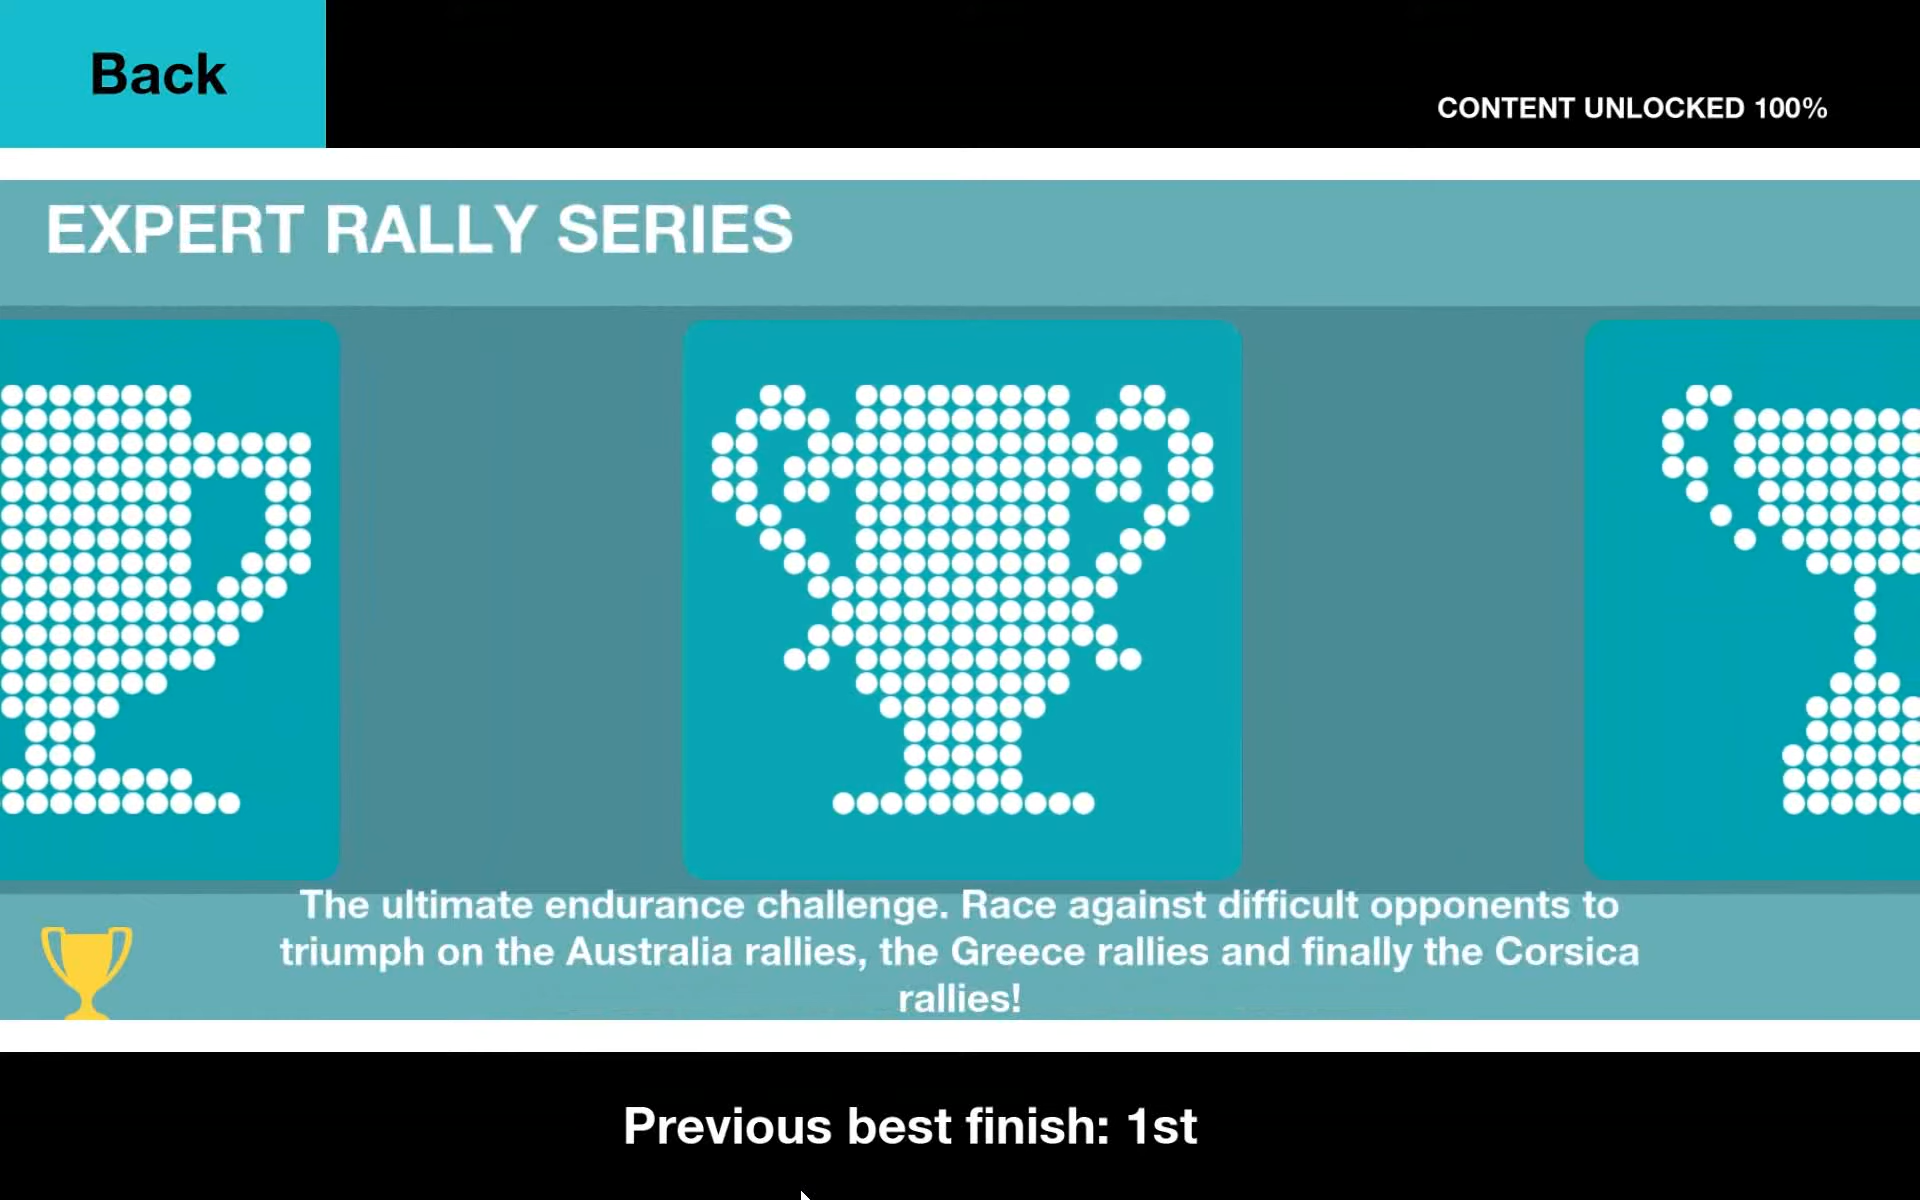 Back
CONTENT UNLOCKED 100%
EXPERT RALLY SERIES
The ultimate endurance challenge. Race against difficult opponents to
triumph on the Australia rallies, the Greece rallies and finally the Corsica
rallies!
Previous best finish: 1st